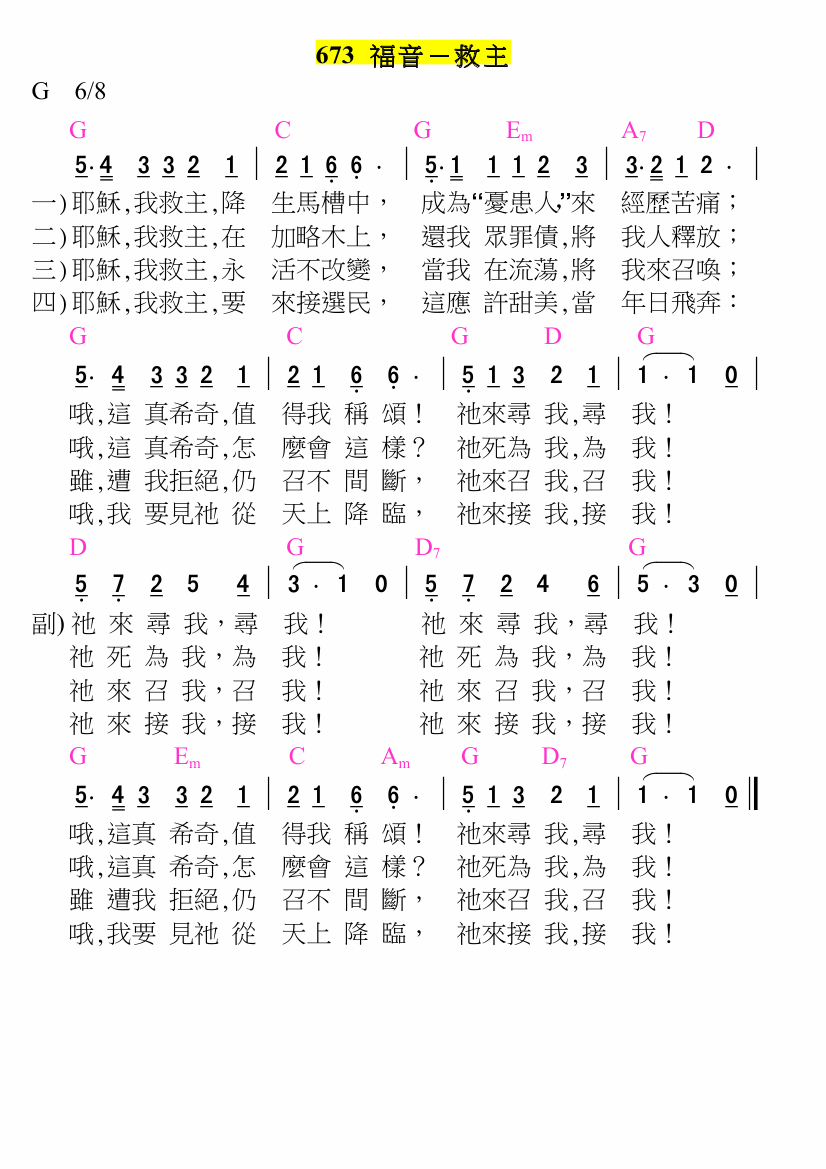 673 福音－救主
G 6/8
G C G Em A7 D
5· 4 3 3 2 1 | 2 1 6 6 · | 5· 1 1 1 2 3 | 3· 2 1 2 · |
一) 耶穌,我救主,降 生馬槽中， 成為“憂患人”來 經歷苦痛；
二) 耶穌,我救主,在 加略木上， 還我 眾罪債,將 我人釋放；
三) 耶穌,我救主,永 活不改變， 當我 在流蕩,將 我來召喚；
四) 耶穌,我救主,要 來接選民， 這應 許甜美,當 年日飛奔：
G C G D G
5· 4 3 3 2 1 | 2 1 6 6 · | 5 1 3 2 1 | 1 · 1 0 |
哦,這 真希奇,值 得我 稱 頌！ 祂來尋 我,尋 我！
哦,這 真希奇,怎 麼會 這 樣？ 祂死為 我,為 我！
雖,遭 我拒絕,仍 召不 間 斷， 祂來召 我,召 我！
哦,我 要見祂 從 天上 降 臨， 祂來接 我,接 我！
D G D7 G
5 7 2 5 4 | 3 · 1 0 | 5 7 2 4 6 | 5 · 3 0 |
副) 祂 來 尋 我，尋 我！ 祂 來 尋 我，尋 我！
祂 死 為 我，為 我！ 祂 死 為 我，為 我！
祂 來 召 我，召 我！ 祂 來 召 我，召 我！
祂 來 接 我，接 我！ 祂 來 接 我，接 我！
G Em C Am G D7 G
5· 4 3 3 2 1 | 2 1 6 6 · | 5 1 3 2 1 | 1 · 1 0 ‖
哦,這真 希奇,值 得我 稱 頌！ 祂來尋 我,尋 我！
哦,這真 希奇,怎 麼會 這 樣？ 祂死為 我,為 我！
雖 遭我 拒絕,仍 召不 間 斷， 祂來召 我,召 我！
哦,我要 見祂 從 天上 降 臨， 祂來接 我,接 我！